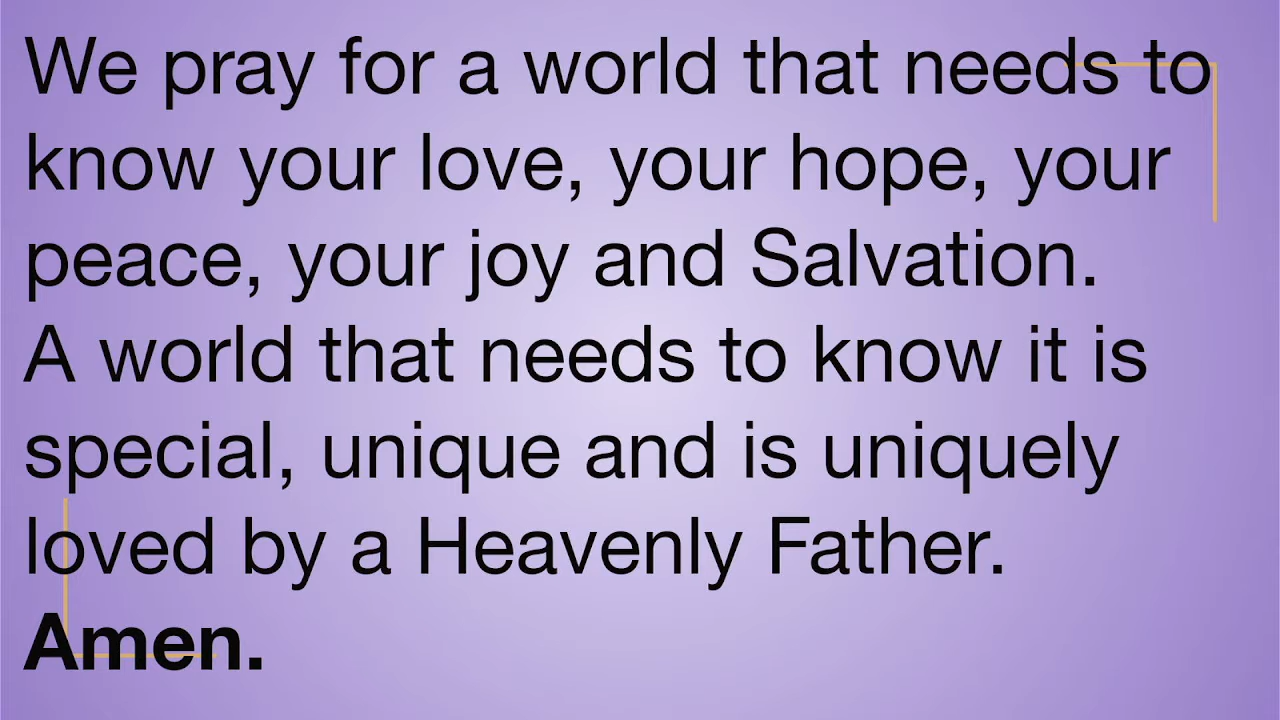 We pray for a world that needs to
know your love, your hope, your
peace, your joy and Salvation.
A world that needs to know it is
special, unique and is uniquely
loved by a Heavenly Father.
Amen.